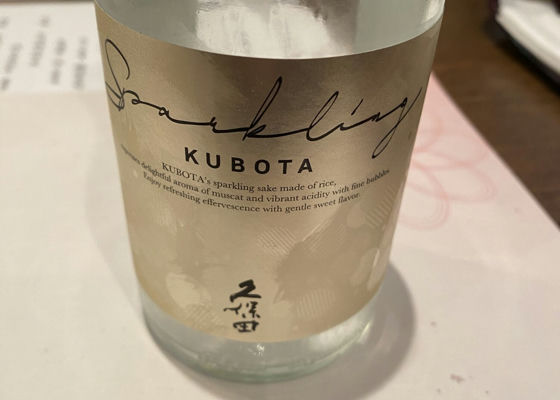 Sparkling
KUBOTA
KUBOTA's sparkling sake made of rice,
delightful aroma of muscat and vibrant acidity with fine bubbles
Enjoy refreshing effervescence with gentle sweet flavor.
久保田